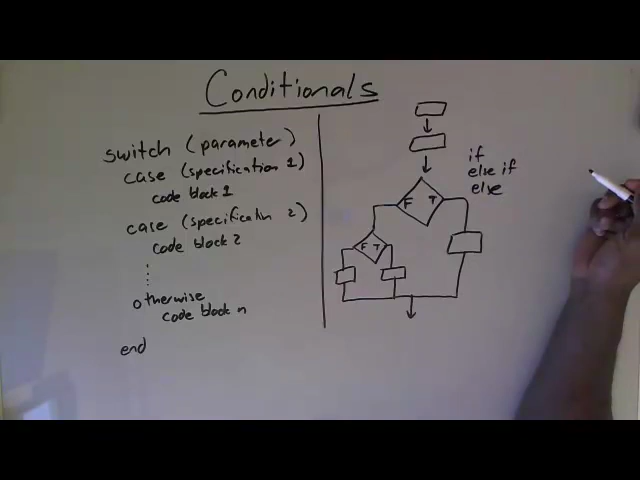 Conditionals
switch (parameter)
case (specification 1)
code block 1
case (specificatin 2)
code block 2
otherwise
code block n
end
if
else if
else
F T
F T